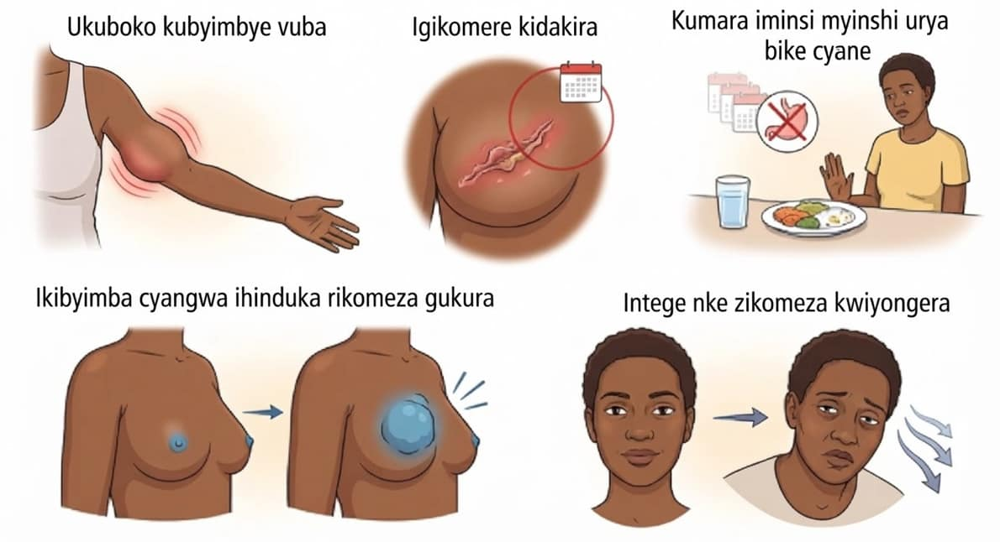 Ukuboko kubyimbye vuba
Igikomere kidakira
Kumara iminsi myinshi urya
bike cyane
Ikibyimba cyangwa ihinduka rikomeza gukura
Intege nke zikomeza kwiyongera